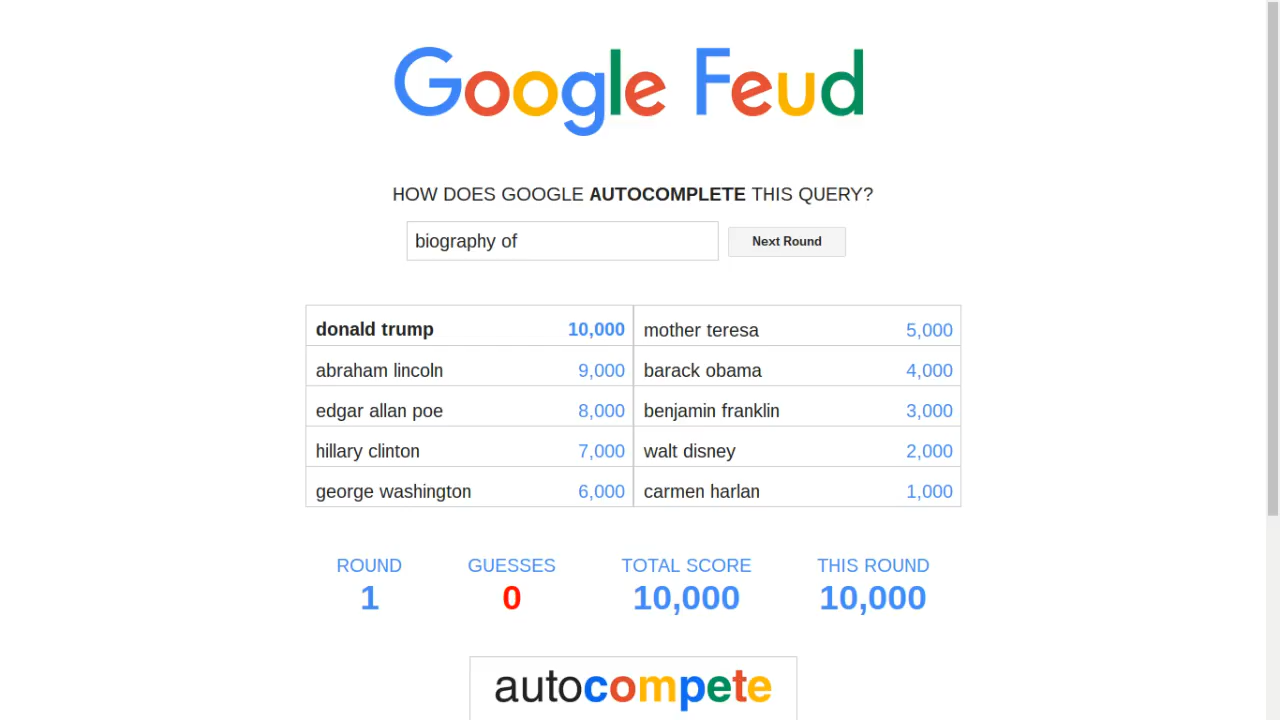 Google Feud
HOW DOES GOOGLE AUTOCOMPLETE THIS QUERY?
biography of
Next Round
donald trump 10,000 mother teresa 5,000
abraham lincoln 9,000 barack obama 4,000
edgar allan poe 8,000 benjamin franklin 3,000
hillary clinton 7,000 walt disney 2,000
george washington 6,000 carmen harlan 1,000
ROUND GUESSES TOTAL SCORE THIS ROUND
1 0 10,000 10,000
autocompete